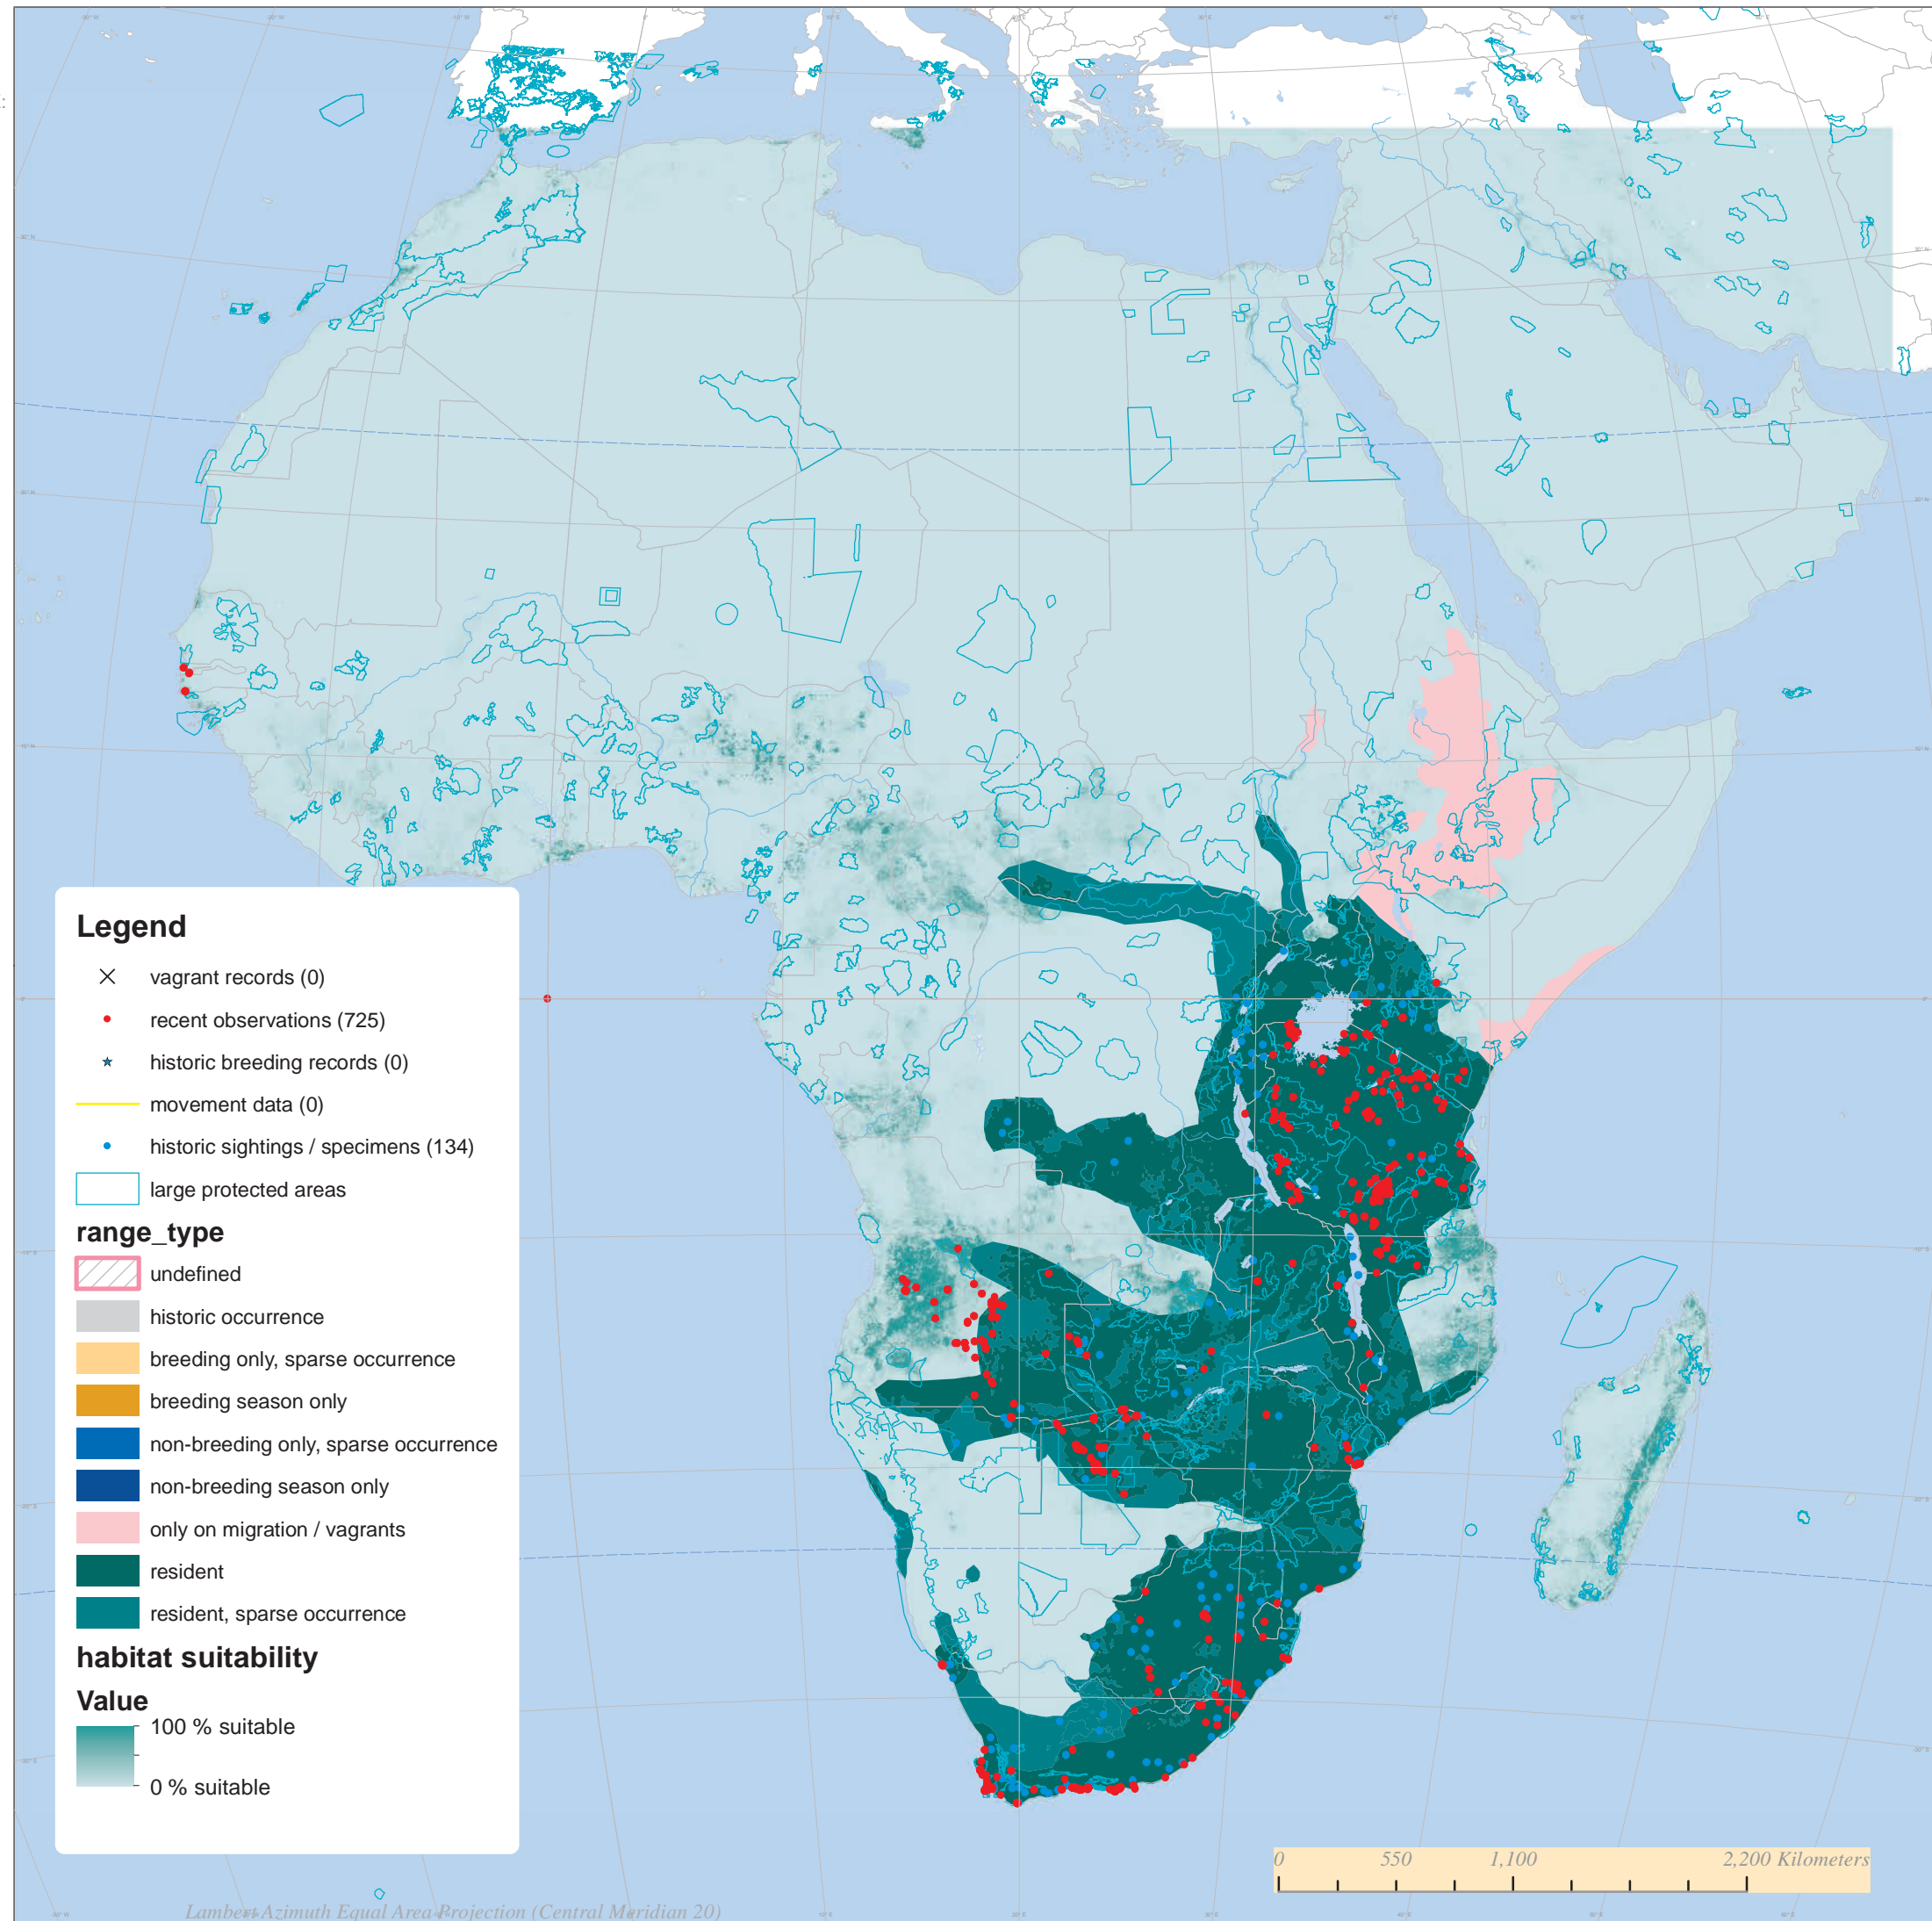 Legend
vagrant records (0)
recent observations (725)
historic breeding records (0)
movement data (0)
historic sightings / specimens (134)
large protected areas
range_type
undefined
historic occurrence
breeding only, sparse occurrence
breeding season only
non-breeding only, sparse occurrence
non-breeding season only
only on migration / vagrants
resident
resident, sparse occurrence
habitat suitability
Value
100 % suitable
0 % suitable
0 550 1,100 2,200 Kilometers
Lambert Azimuth Equal Area Projection (Central Meridian 20)